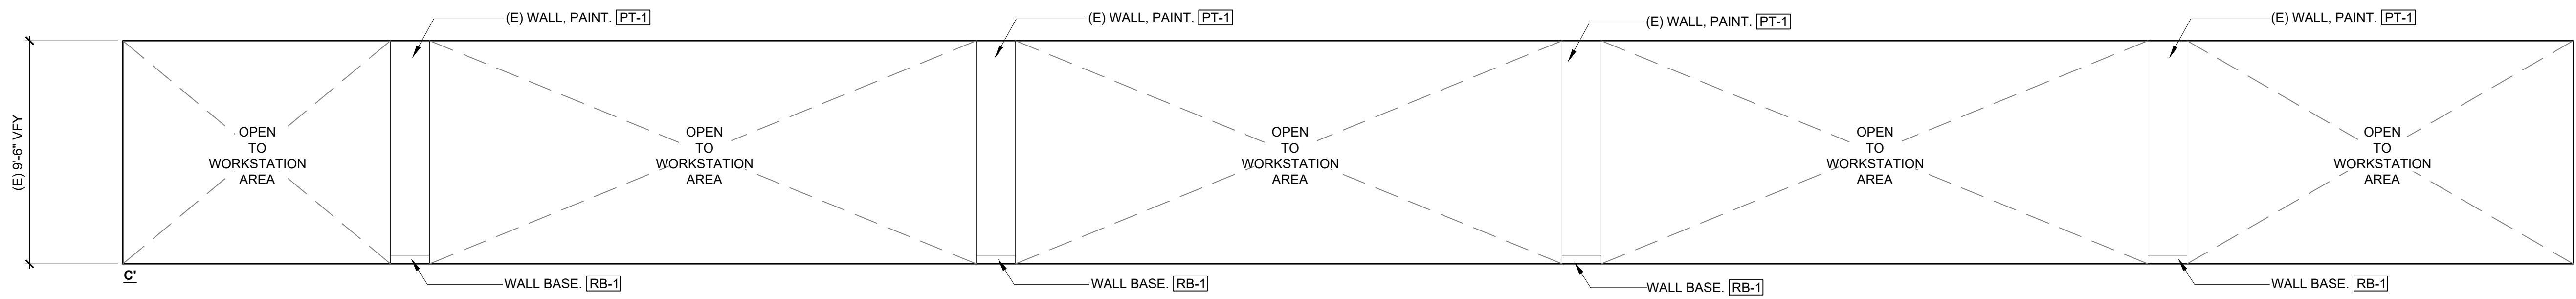 (E) WALL, PAINT. PT-1
(E) WALL, PAINT. PT-1
(E) WALL, PAINT. PT-1
(E) WALL, PAINT. PT-1
(E) 9'-6" VFY
OPEN
TO
WORKSTATION
AREA
OPEN
TO
WORKSTATION
AREA
OPEN
TO
WORKSTATION
AREA
OPEN
TO
WORKSTATION
AREA
OPEN
TO
WORKSTATION
AREA
C'
WALL BASE. RB-1
WALL BASE. RB-1
WALL BASE. RB-1
WALL BASE. RB-1